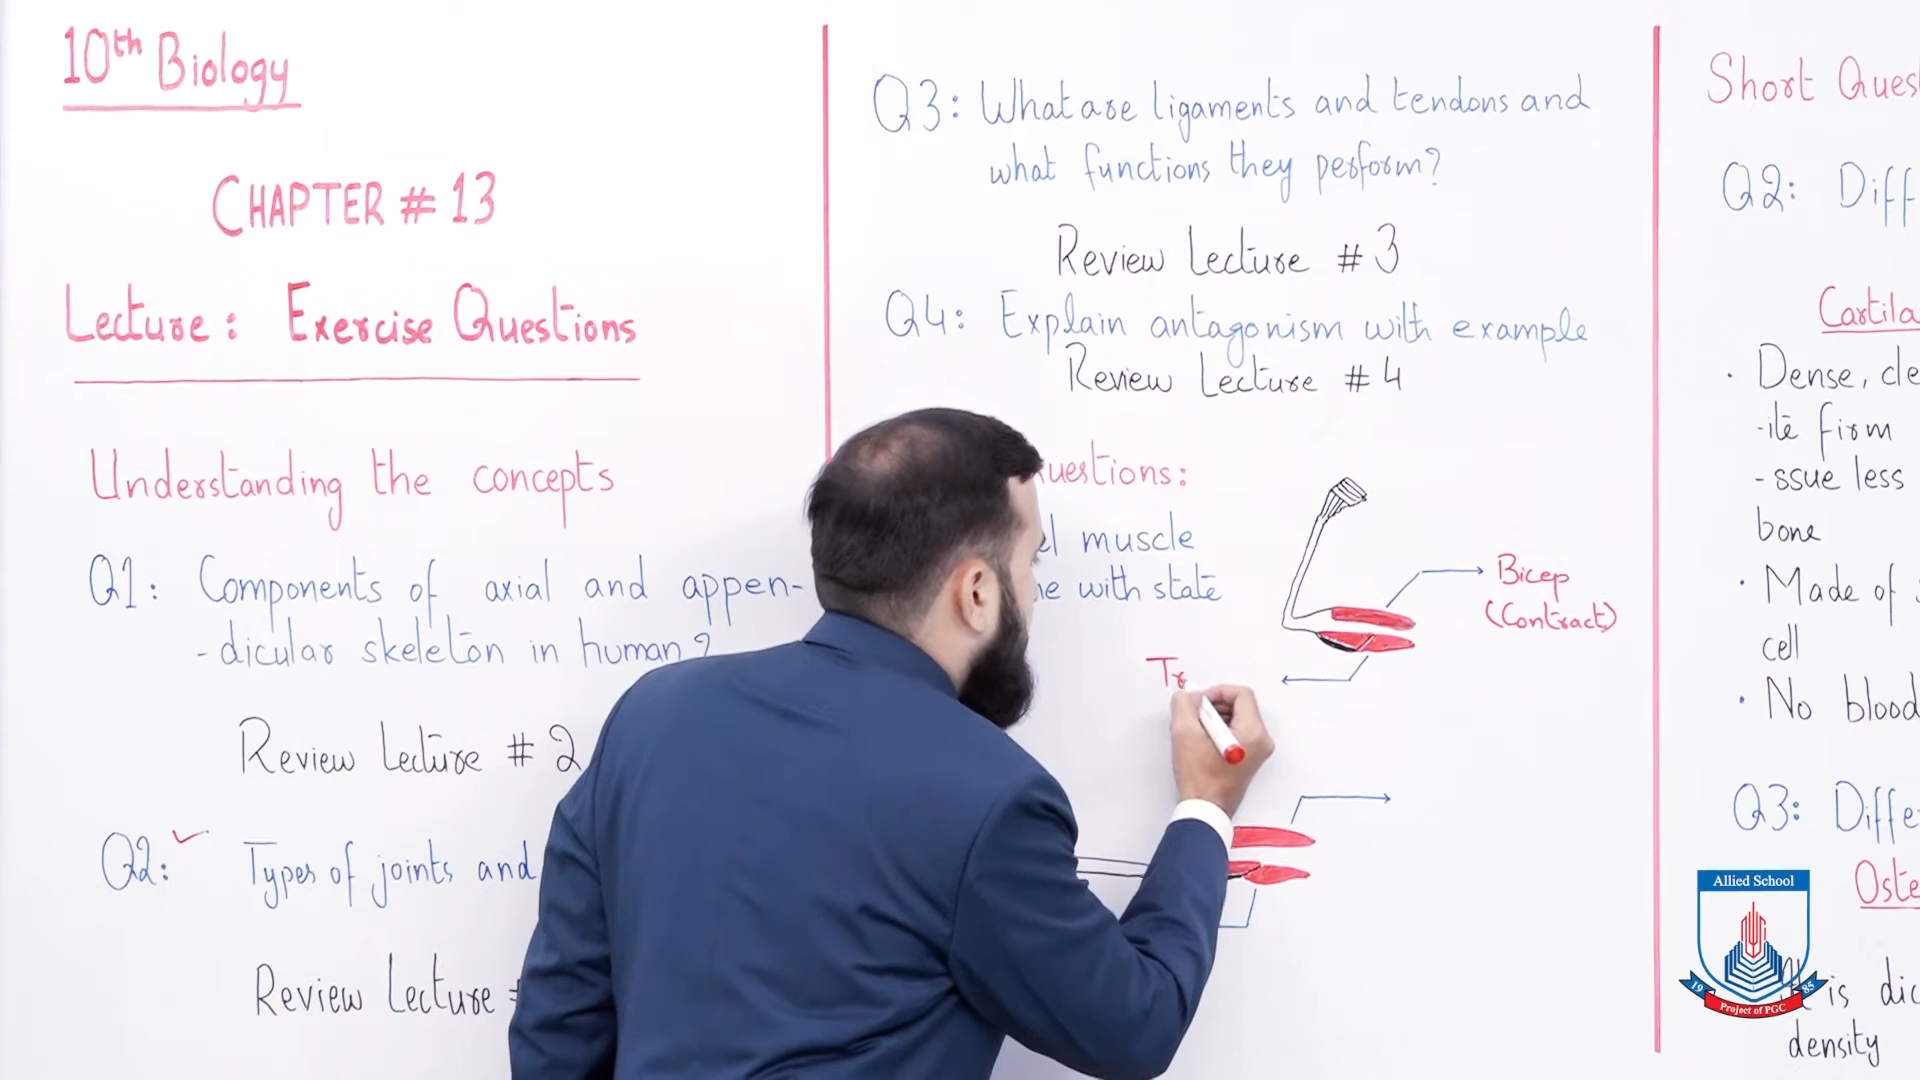 10th Biology
CHAPTER # 13
Lecture: Exercise Questions
Understanding the concepts
Q1: Components of axial and appen-
-dicular skeleton in human?
Review Lecture # 2
Q2: Types of joints and
Review Lecture #
Q3: What are ligaments and tendons and
what functions they perform?
Review Lecture # 3
Q4: Explain antagonism with example
Review Lecture # 4
uestions:
muscle
with state
Bicep
(Contract)
Tr
Short Ques
Q2: Diff
Cartila
Dense, cle
-ite firm
-ssue less
bone
Made of
cell
No blood
Q3: Diffe
Oste
is dic
density
Allied School
19 85
Project of PGC